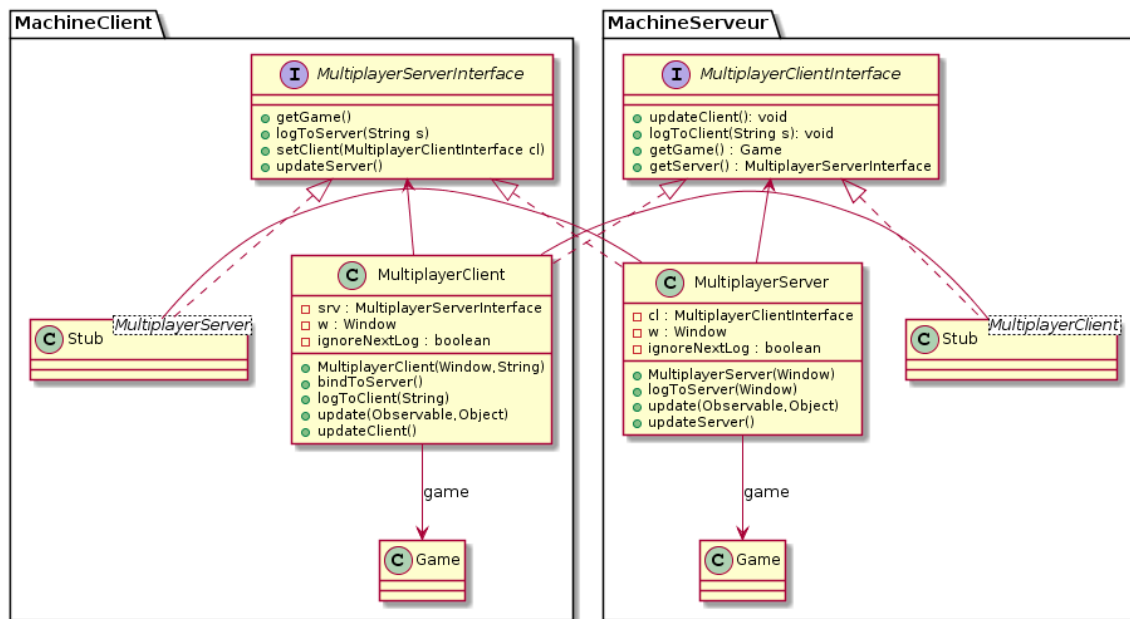 MachineClient
I MultiplayerServerInterface
getGame()
logToServer(String s)
setClient(MultiplayerClientInterface cl)
updateServer()
C MultiplayerClient
srv : MultiplayerServerInterface
w : Window
ignoreNextLog : boolean
MultiplayerClient(Window,String)
bindToServer()
logToClient(String)
update(Observable,Object)
updateClient()
MultiplayerServer
C Stub
game
C Game
MachineServeur
I MultiplayerClientInterface
updateClient(): void
logToClient(String s): void
getGame() : Game
getServer() : MultiplayerServerInterface
C MultiplayerServer
cl : MultiplayerClientInterface
w : Window
ignoreNextLog : boolean
MultiplayerServer(Window)
logToServer(Window)
update(Observable,Object)
updateServer()
MultiplayerClient
C Stub
game
C Game